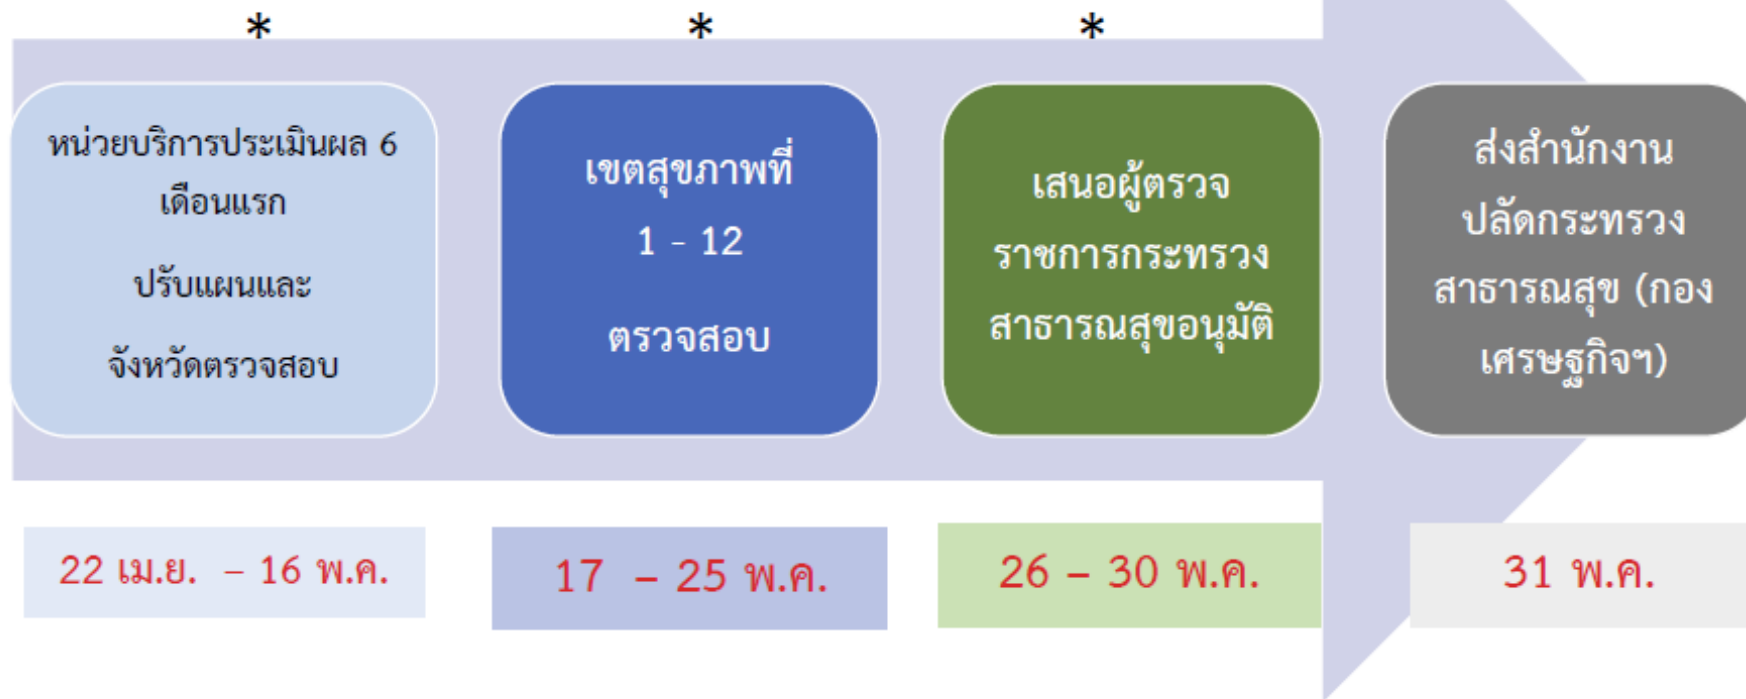 *
*
*
หน่วยบริการประเมินผล 6
เดือนแรก
ปรับแผนและ
จังหวัดตรวจสอบ
เขตสุขภาพที่
1 - 12
ตรวจสอบ
เสนอผู้ตรวจ
ราชการกระทรวง
สาธารณสุขอนุมัติ
ส่งสำนักงาน
ปลัดกระทรวง
สาธารณสุข (กอง
เศรษฐกิจฯ)
22 เม.ย. – 16 พ.ค.
17 – 25 พ.ค.
26 – 30 พ.ค.
31 พ.ค.